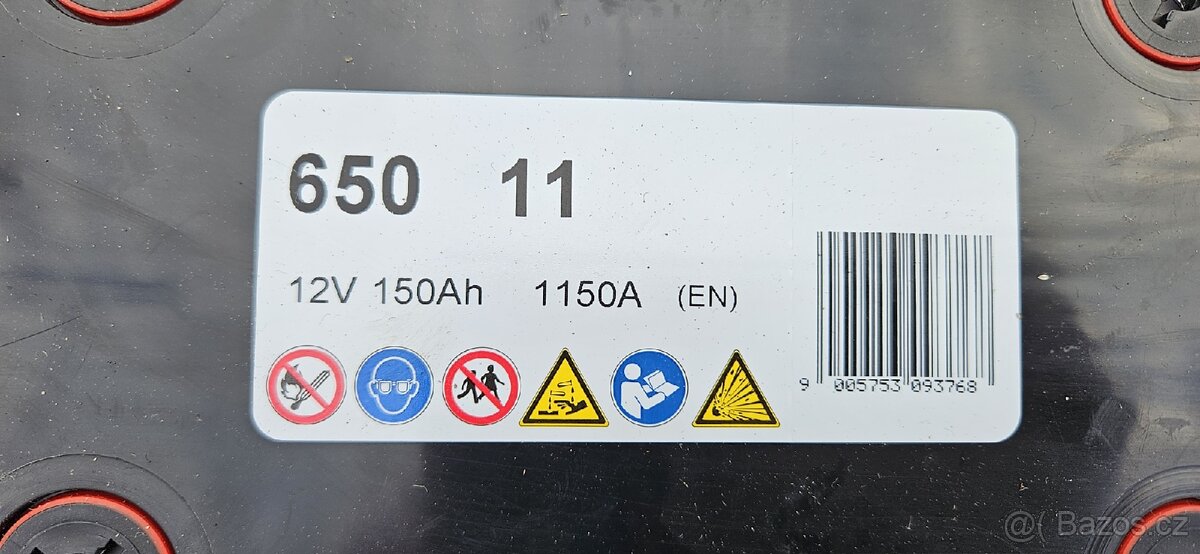 650 11
12V 150Ah 1150A (EN)
9 005753 093768
@( Bazos.cz